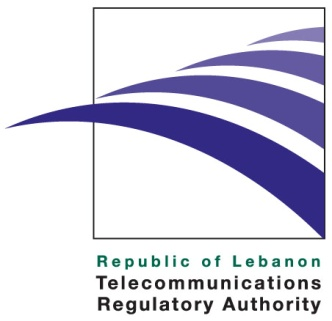 Republic of Lebanon
Telecommunications
Regulatory Authority